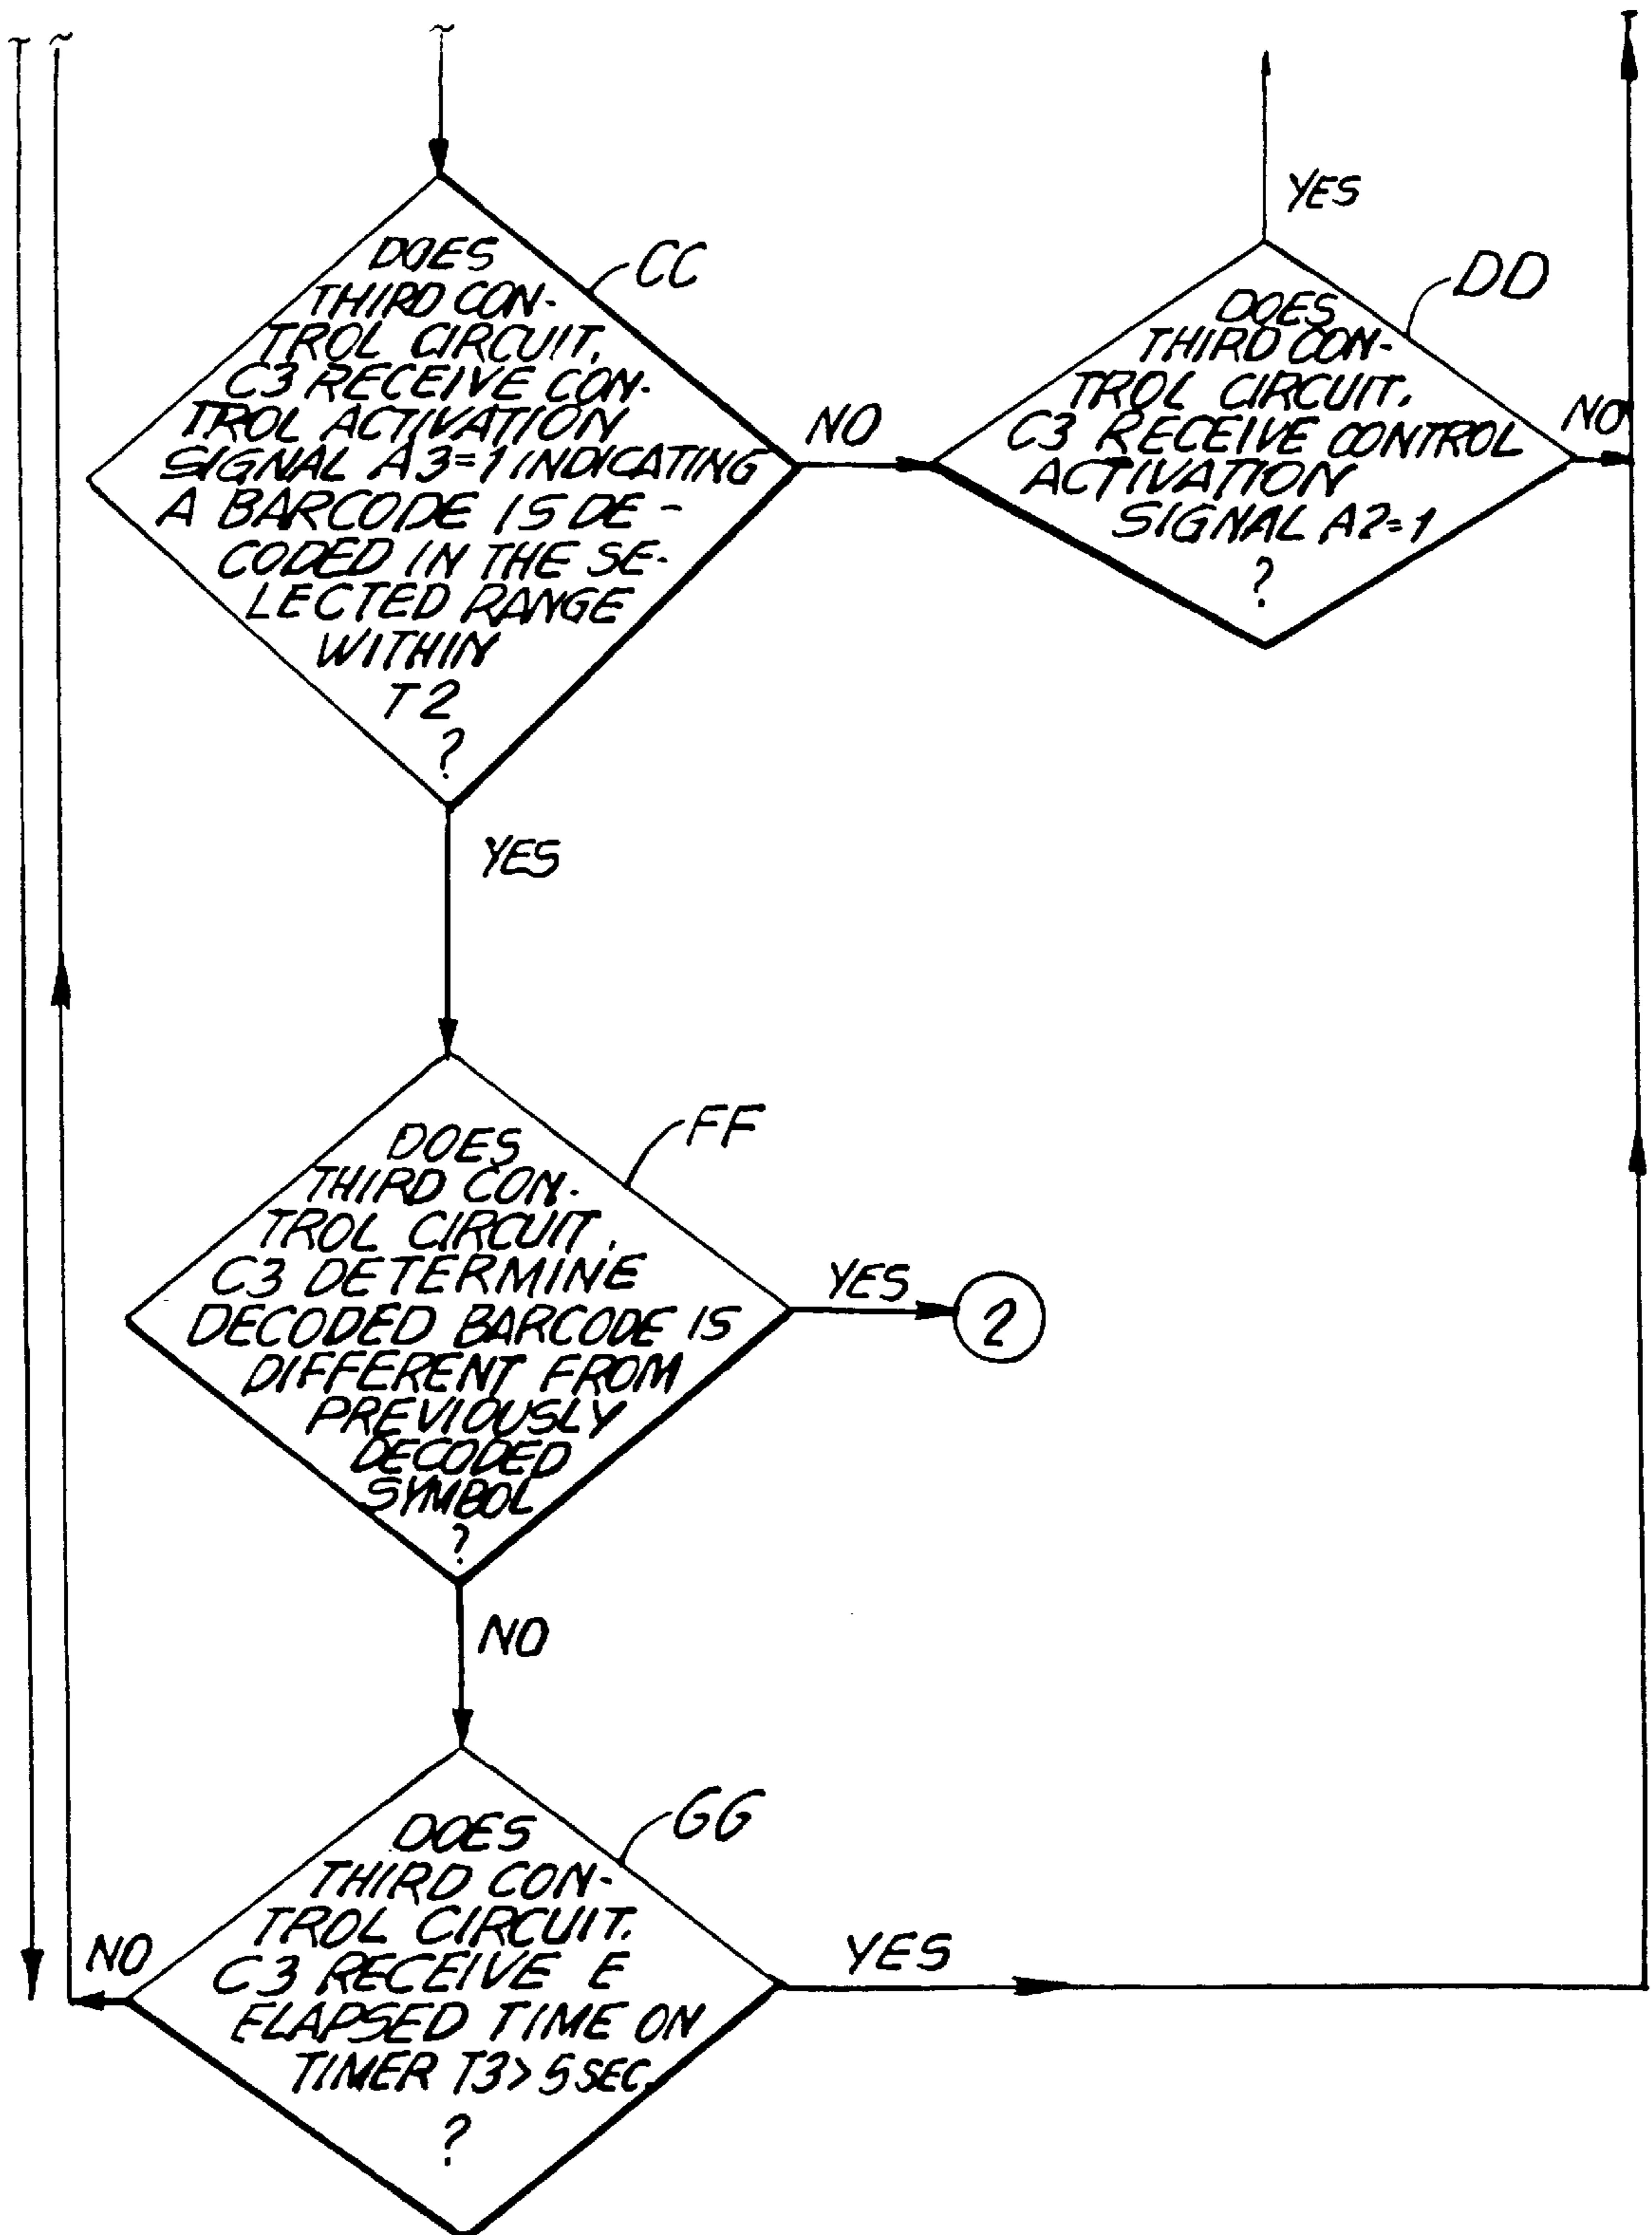 DOES
THIRD CON-
TROL CIRCUIT,
C3 RECEIVE CON-
TROL ACTIVATION
SIGNAL A3=1 INDICATING
A BARCODE IS DE-
CODED IN THE SE-
LECTED RANGE
WITHIN
T2
?
CC
NO
YES
DOES
THIRD CON-
TROL CIRCUIT.
C3 RECEIVE CONTROL
ACTIVATION
SIGNAL A2=1
?
DD
YES
NO
DOES
THIRD CON-
TROL CIRCUIT,
C3 DETERMINE
DECODED BARCODE IS
DIFFERENT FROM
PREVIOUSLY
DECODED
SYMBOL
?
FF
YES
2
NO
DOES
THIRD CON-
TROL CIRCUIT.
C3 RECEIVE E
ELAPSED TIME ON
TIMER T3>5 SEC.
?
GG
NO
YES